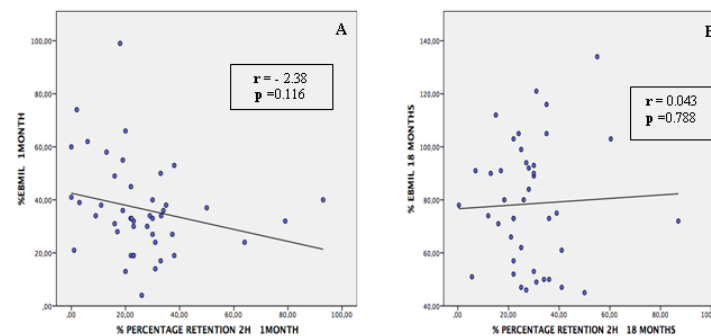 A
100,00
80,00
60,00
40,00
20,00
,00
%EBMIL 1MONTH
r = - 2.38
p =0.116
,00 20,00 40,00 60,00 80,00 100,00
% PERCENTAGE RETENTION 2H 1MONTH
140,00
120,00
100,00
80,00
60,00
40,00
% EBMIL 18 MONTHS
r = 0.043
p =0.788
,00 20,00 40,00 60,00 80,00 100,00
% PERCENTAGE RETENTION 2H 18 MONTHS